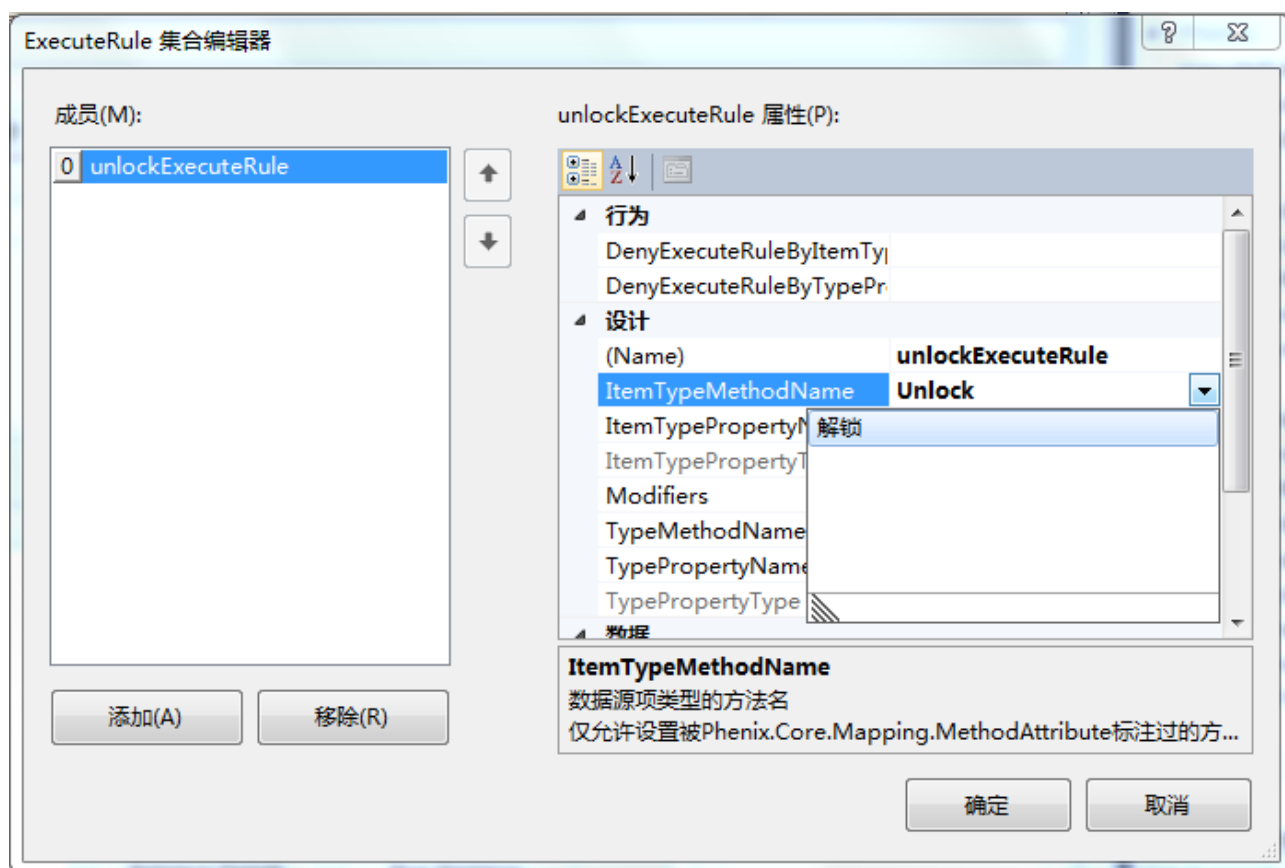 ExecuteRule 集合编辑器
成员(M):
0 unlockExecuteRule
添加(A)
移除(R)
unlockExecuteRule 属性(P):
行为
DenyExecuteRuleByItemTy
DenyExecuteRuleByTypePr
设计
(Name) unlockExecuteRule
ItemTypeMethodName Unlock
ItemTypePropertyN
解锁
ItemTypePropertyT
Modifiers
TypeMethodName
TypePropertyName
TypePropertyType
数据
ItemTypeMethodName
数据源项类型的方法名
仅允许设置被Phenix.Core.Mapping.MethodAttribute标注过的方...
确定
取消